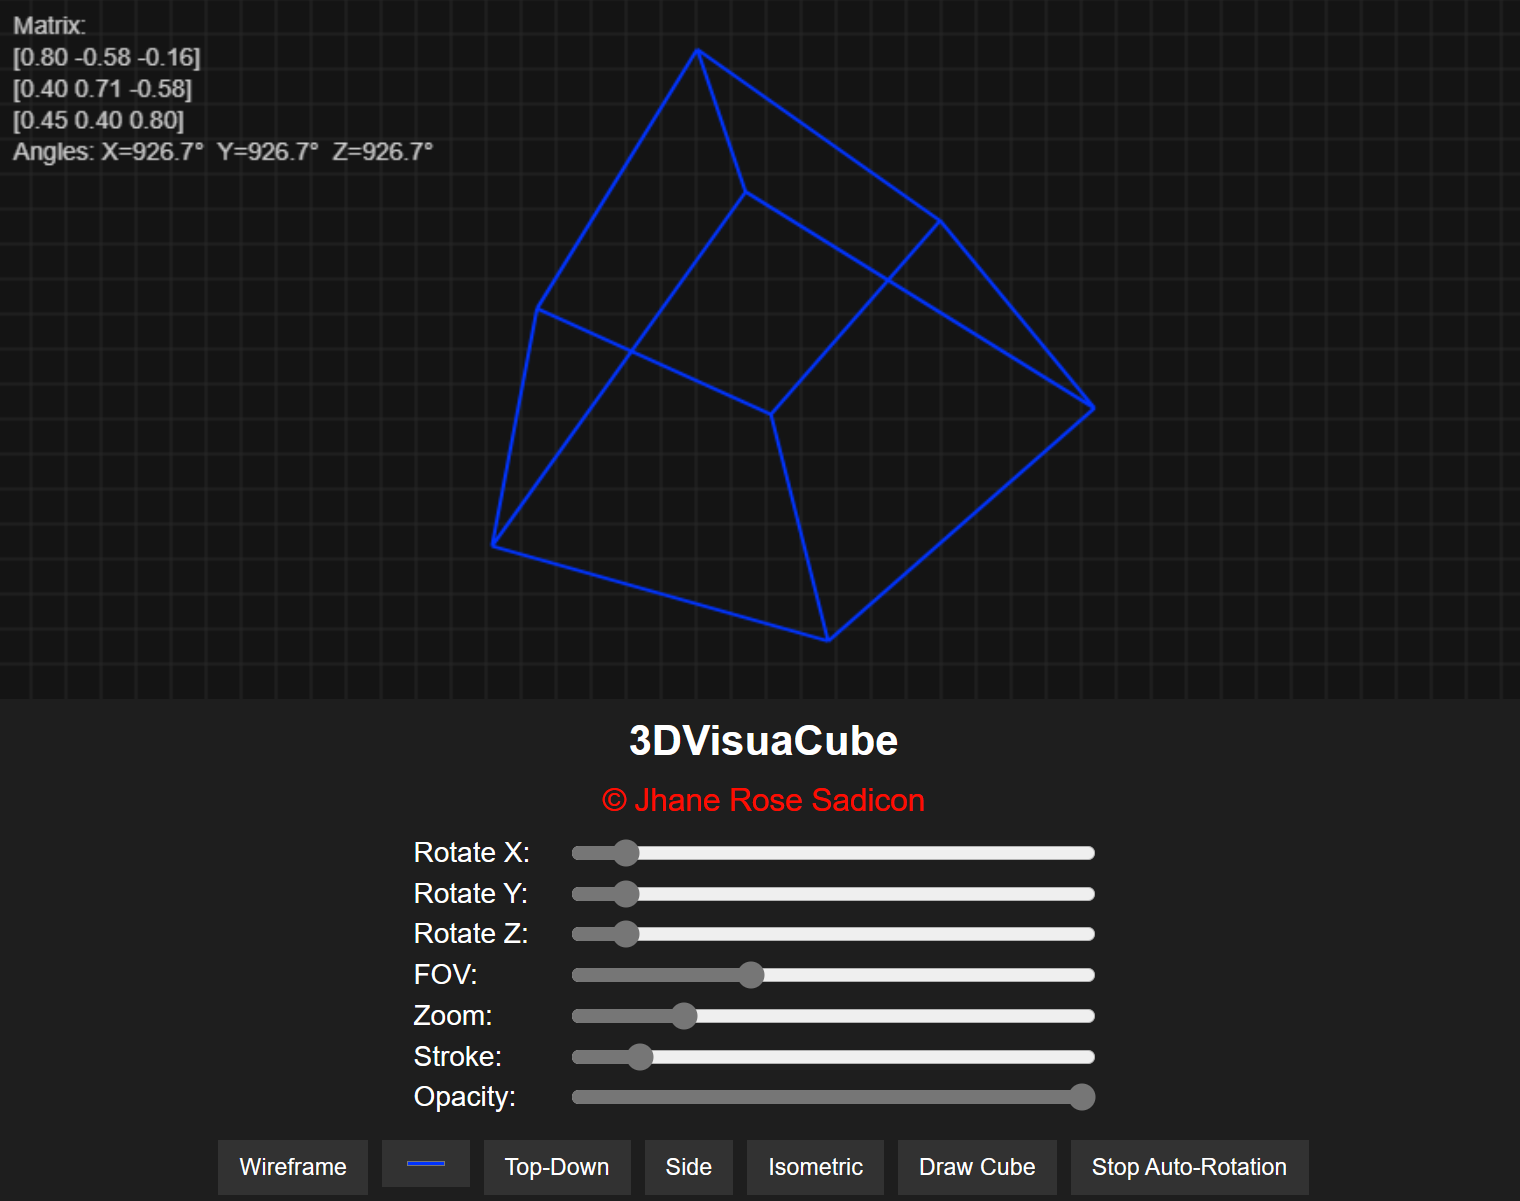 Matrix:
[0.80 -0.58 -0.16]
[0.40 0.71 -0.58]
[0.45 0.40 0.80]
Angles: X=926.7° Y=926.7° Z=926.7°
3DVisuaCube
© Jhane Rose Sadicon
Rotate X:
Rotate Y:
Rotate Z:
FOV:
Zoom:
Stroke:
Opacity:
Wireframe Top-Down Side Isometric Draw Cube Stop Auto-Rotation